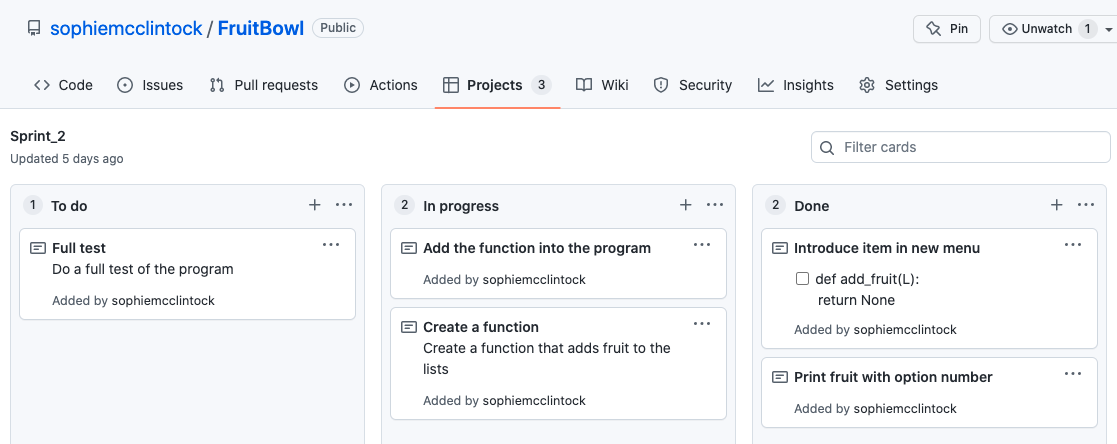 sophiemcclintock / FruitBowl Public
Pin
Unwatch 1
Code
Issues
Pull requests
Actions
Projects 3
Wiki
Security
Insights
Settings
Sprint_2
Updated 5 days ago
Filter cards
1 To do
Full test
Do a full test of the program
Added by sophiemcclintock
2 In progress
Add the function into the program
Added by sophiemcclintock
Create a function
Create a function that adds fruit to the
lists
Added by sophiemcclintock
2 Done
Introduce item in new menu
def add_fruit(L):
return None
Added by sophiemcclintock
Print fruit with option number
Added by sophiemcclintock